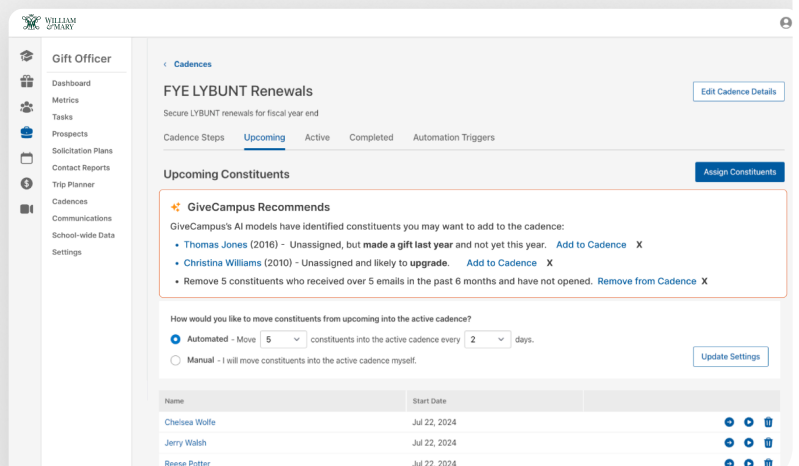 WILLIAM
& MARY
Gift Officer
Dashboard
Metrics
Tasks
Prospects
Solicitation Plans
Contact Reports
Trip Planner
Cadences
Communications
School-wide Data
Settings
‹ Cadences
FYE LYBUNT Renewals
Edit Cadence Details
Secure LYBUNT renewals for fiscal year end
Cadence Steps Upcoming Active Completed Automation Triggers
Upcoming Constituents
Assign Constituents
GiveCampus Recommends
GiveCampus's AI models have identified constituents you may want to add to the cadence:
• Thomas Jones (2016) - Unassigned, but made a gift last year and not yet this year. Add to Cadence X
• Christina Williams (2010) - Unassigned and likely to upgrade. Add to Cadence X
• Remove 5 constituents who received over 5 emails in the past 6 months and have not opened. Remove from Cadence X
How would you like to move constituents from upcoming into the active cadence?
Automated - Move 5 constituents into the active cadence every 2 days.
Manual - I will move constituents into the active cadence myself.
Update Settings
Name Start Date
Chelsea Wolfe Jul 22, 2024
Jerry Walsh Jul 22, 2024
Reese Potter Jul 22, 2024